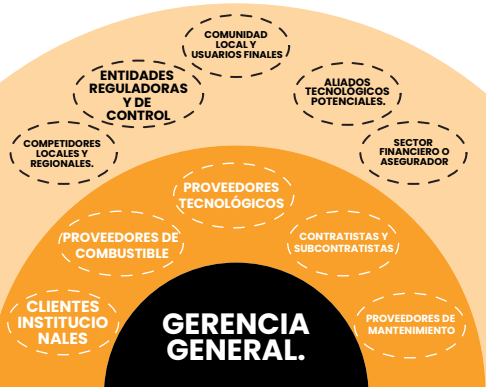 COMUNIDAD
LOCAL Y
USUARIOS FINALES
ENTIDADES
REGULADORAS
Y DE
CONTROL
ALIADOS
TECNOLÓGICOS
POTENCIALES.
COMPETIDORES
LOCALES Y
REGIONALES.
SECTOR
FINANCIERO O
ASEGURADOR
PROVEEDORES
TECNOLÓGICOS
PROVEEDORES DE
COMBUSTIBLE
CONTRATISTAS Y
SUBCONTRATISTAS
CLIENTES
INSTITUCIO
NALES
PROVEEDORES DE
MANTENIMIENTO
GERENCIA
GENERAL.